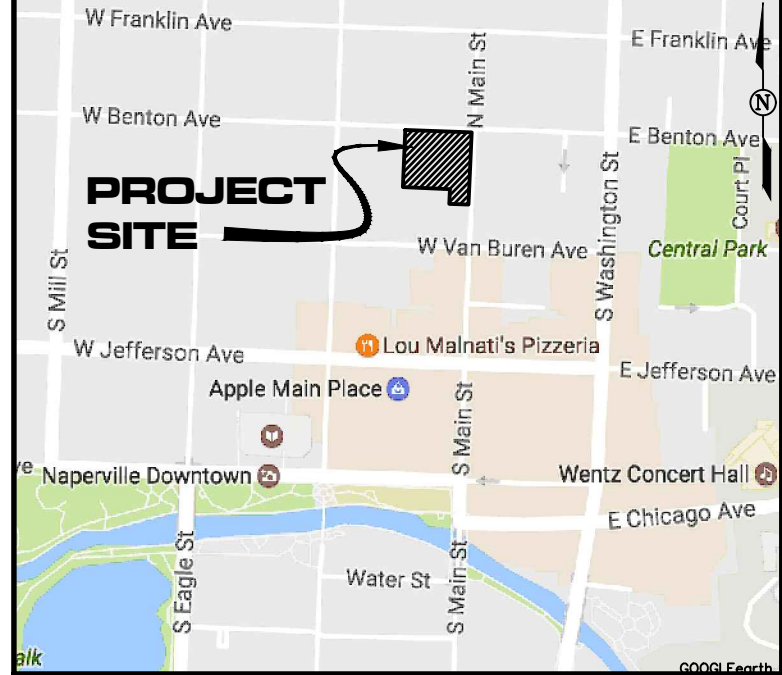 W Franklin Ave
E Franklin Ave
N Main St
N
W Benton Ave
E Benton Ave
PROJECT
SITE
Court Pl
S Washington St
W Van Buren Ave
Central Park
S Mill St
Lou Malnati's Pizzeria
W Jefferson Ave
E Jefferson Ave
Apple Main Place
S Main St
ve
Naperville Downtown
Wentz Concert Hall
E Chicago Ave
S Eagle St
Water St
S Main St
alk
GOOGLEearth